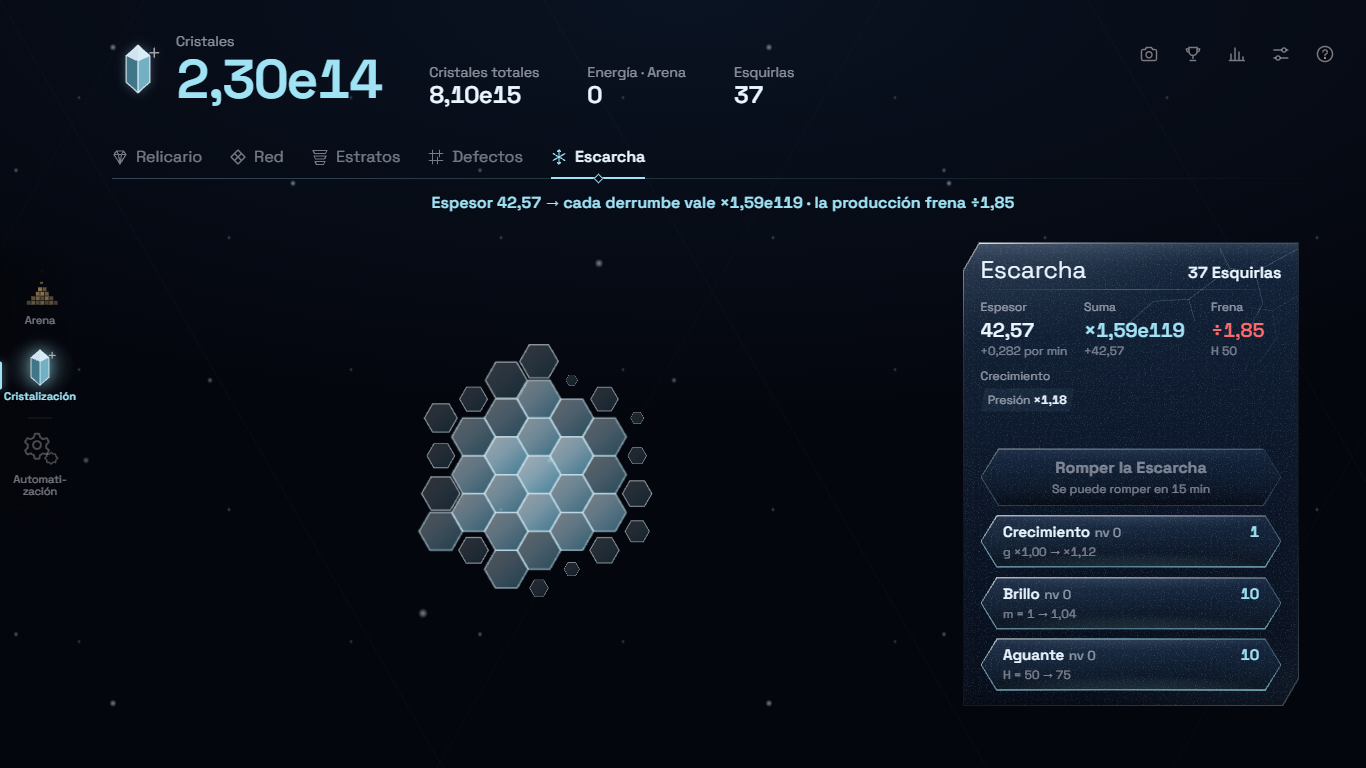 Cristales
2,30e14
Cristales totales
8,10e15
Energía · Arena
0
Esquirlas
37
Relicario
Red
Estratos
Defectos
Escarcha
Espesor 42,57 → cada derrumbe vale ×1,59e119 · la producción frena ÷1,85
Arena
Cristalización
Automati-
zación
Escarcha
37 Esquirlas
Espesor
Suma
Frena
42,57
×1,59e119
÷1,85
+0,282 por min
+42,57
H 50
Crecimiento
Presión ×1,18
Romper la Escarcha
Se puede romper en 15 min
Crecimiento nv 0
1
g ×1,00 → ×1,12
Brillo nv 0
10
m = 1 → 1,04
Aguante nv 0
10
H = 50 → 75